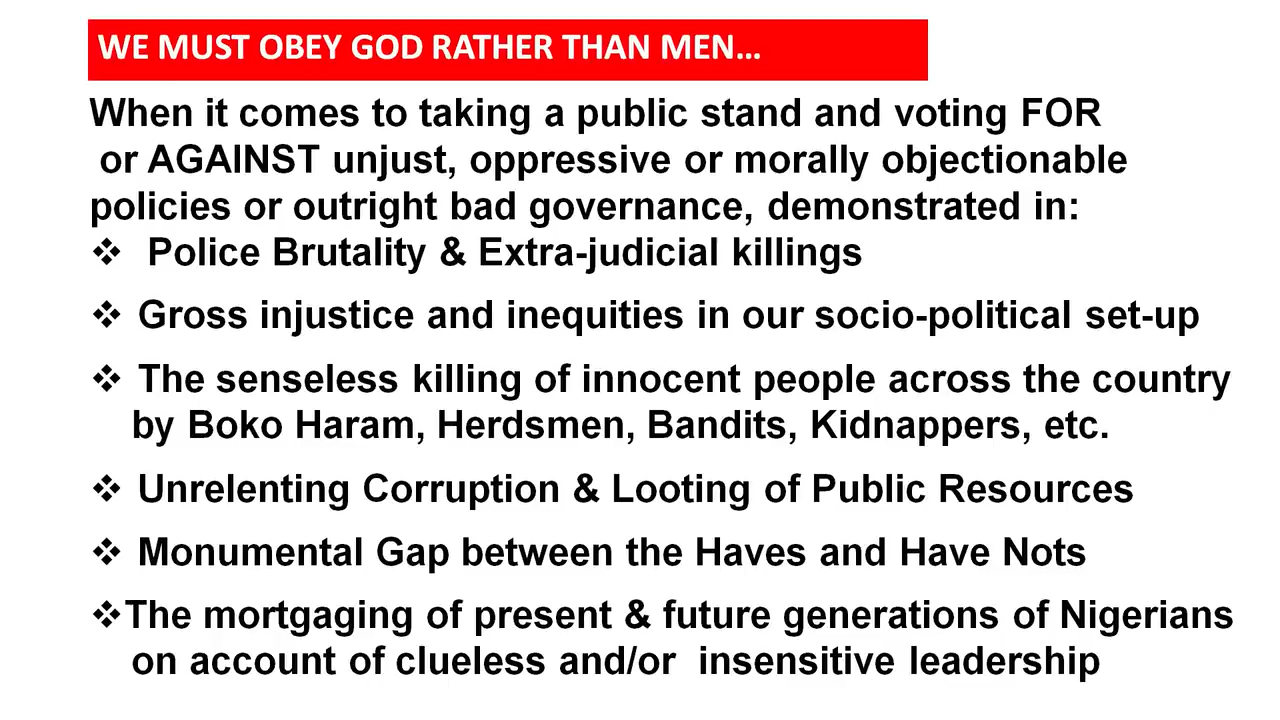 WE MUST OBEY GOD RATHER THAN MEN...
When it comes to taking a public stand and voting FOR
or AGAINST unjust, oppressive or morally objectionable
policies or outright bad governance, demonstrated in:
❖ Police Brutality & Extra-judicial killings
❖ Gross injustice and inequities in our socio-political set-up
❖ The senseless killing of innocent people across the country
by Boko Haram, Herdsmen, Bandits, Kidnappers, etc.
❖ Unrelenting Corruption & Looting of Public Resources
❖ Monumental Gap between the Haves and Have Nots
❖The mortgaging of present & future generations of Nigerians
on account of clueless and/or insensitive leadership